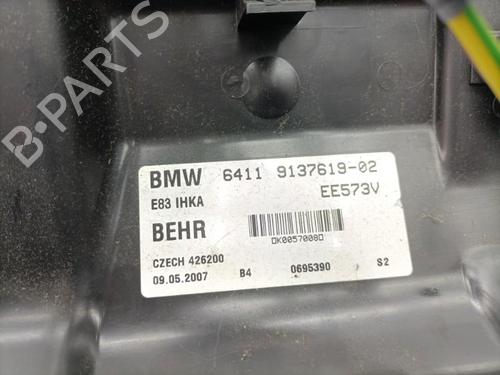 B-PARTS
BMW 6411 9137619-02
E83 IHKA EE573V
BEHR
DK0057008D
CZECH 426200
09.05.2007 B4 0695390 S2